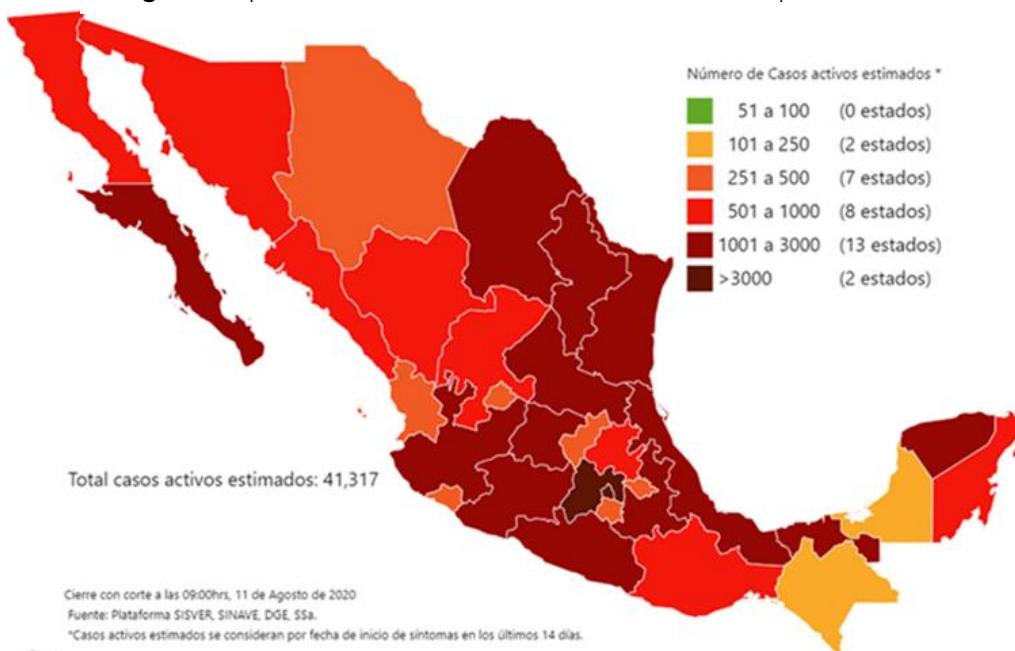 Número de Casos activos estimados *
51 a 100 (0 estados)
101 a 250 (2 estados)
251 a 500 (7 estados)
501 a 1000 (8 estados)
1001 a 3000 (13 estados)
>3000 (2 estados)
Total casos activos estimados: 41,317
Cierre con corte a las 09:00hrs, 11 de Agosto de 2020
Fuente: Plataforma SISVER, SINAVE, DGE, SSa.
*Casos activos estimados se consideran por fecha de inicio de síntomas en los últimos 14 días.